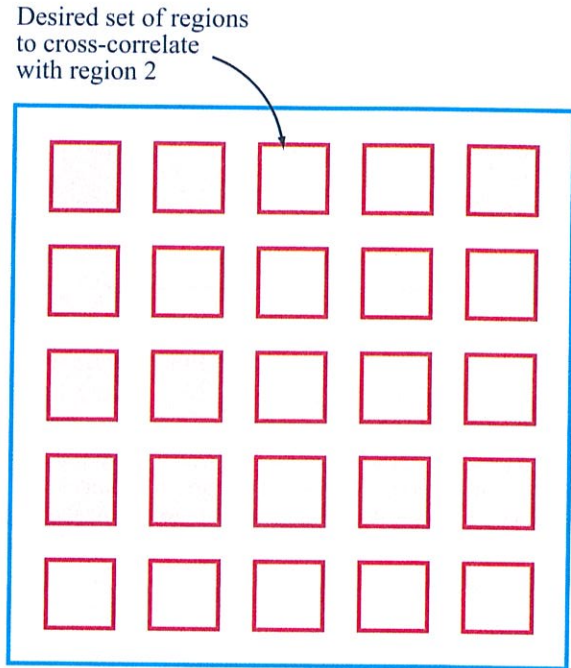 Desired set of regions
to cross-correlate
with region 2